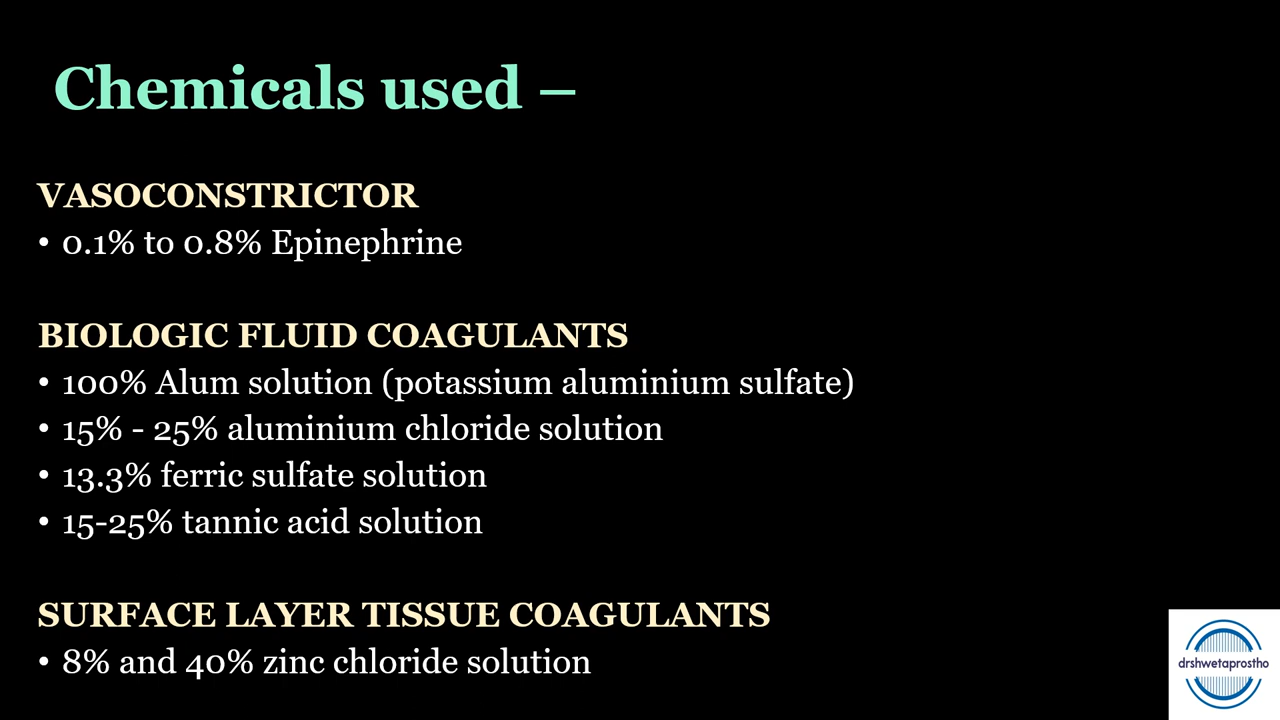 Chemicals used –
VASOCONSTRICTOR
• 0.1% to 0.8% Epinephrine
BIOLOGIC FLUID COAGULANTS
• 100% Alum solution (potassium aluminium sulfate)
• 15% - 25% aluminium chloride solution
• 13.3% ferric sulfate solution
• 15-25% tannic acid solution
SURFACE LAYER TISSUE COAGULANTS
• 8% and 40% zinc chloride solution
drshwetaprostho